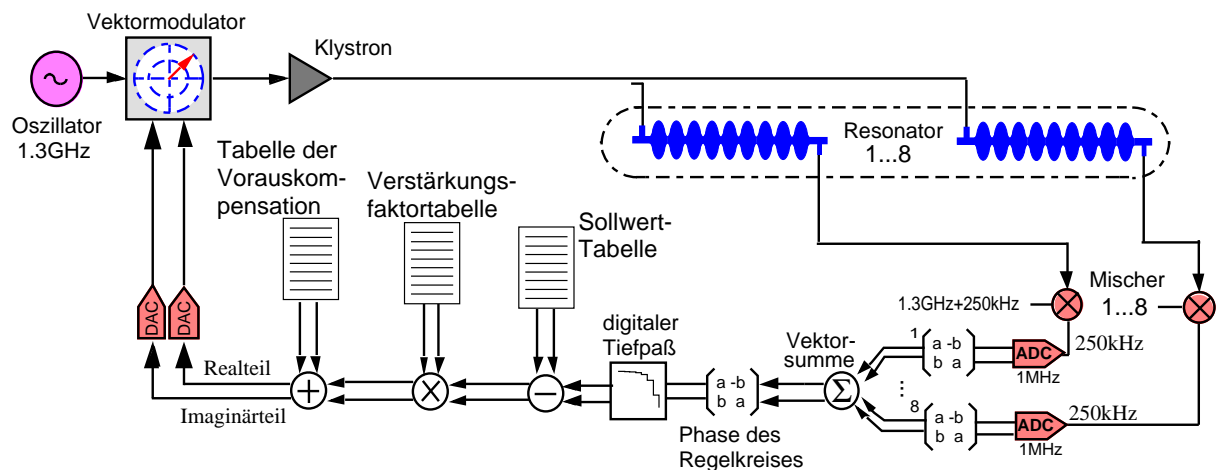 Vektormodulator
Klystron
Oszillator
1.3GHz
Resonator
1...8
Tabelle der
Vorauskom-
pensation
Verstärkungs-
faktortabelle
Sollwert-
Tabelle
Mischer
1...8
1.3GHz+250kHz
DAC
DAC
digitaler
Tiefpaß
Vektor-
summe
1
a -b
b a
ADC
1MHz
250kHz
Realteil
Imaginärteil
+
×
−
a -b
b a
Σ
8
a -b
b a
ADC
1MHz
250kHz
Phase des
Regelkreises